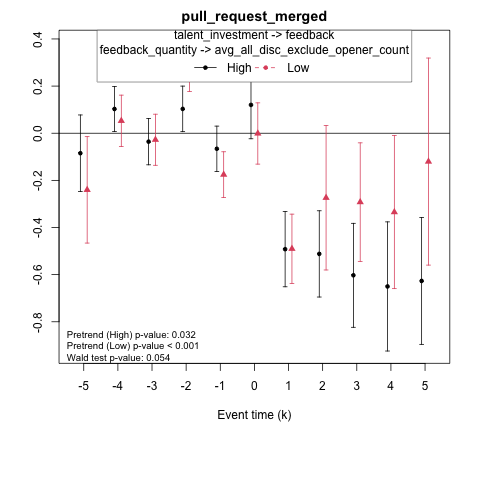 pull_request_merged
talent_investment -> feedback
feedback_quantity -> avg_all_disc_exclude_opener_count
High Low
0.4
0.2
0.0
-0.2
-0.4
-0.6
-0.8
Pretrend (High) p-value: 0.032
Pretrend (Low) p-value < 0.001
Wald test p-value: 0.054
-5 -4 -3 -2 -1 0 1 2 3 4 5
Event time (k)